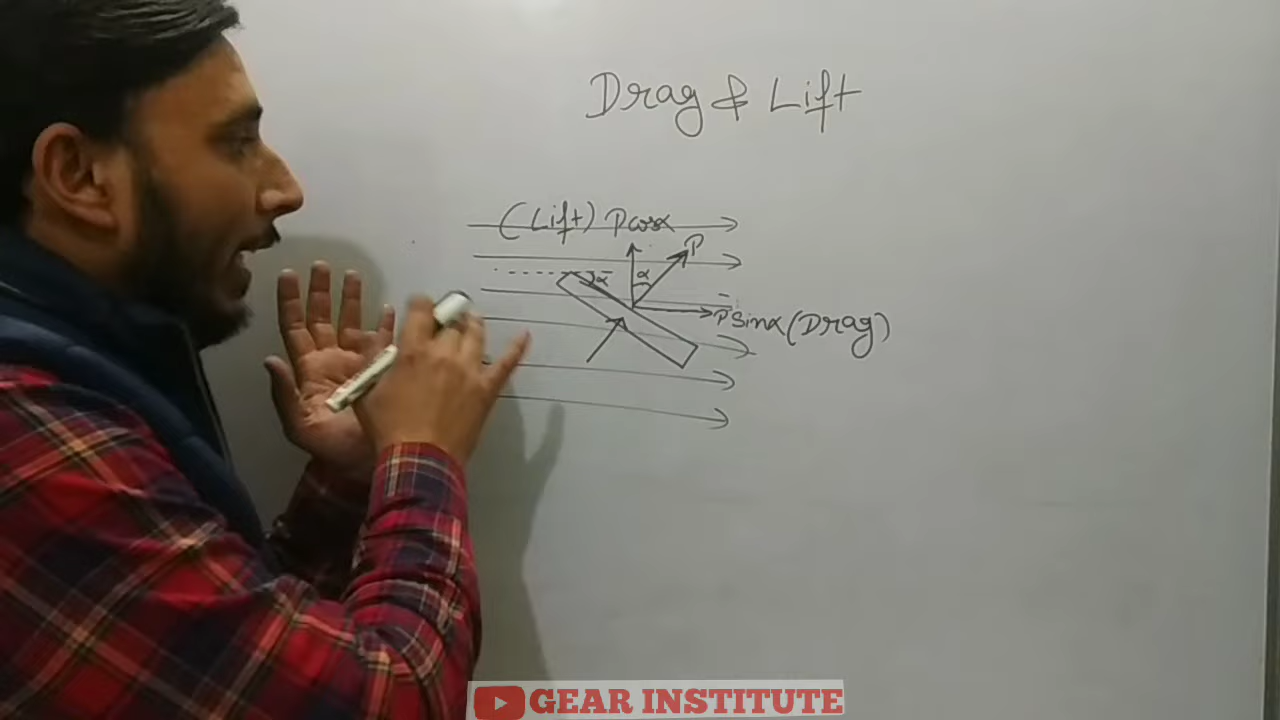 Drag & Lift
(Lift) Pcosα
P
α
α
Psinα (Drag)
GEAR INSTITUTE